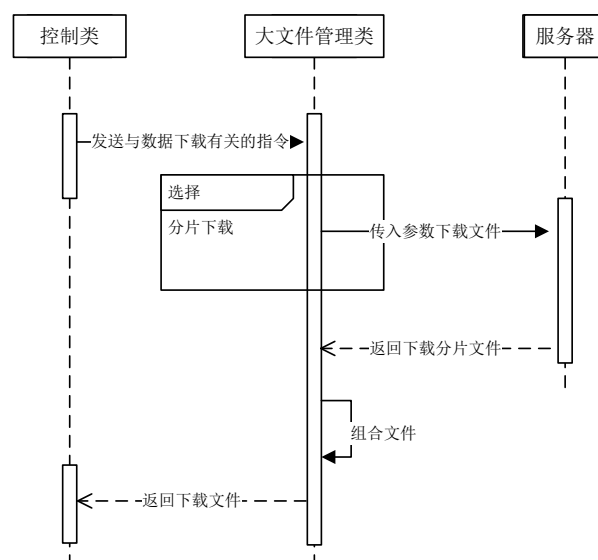 控制类
大文件管理类
服务器
发送与数据下载有关的指令
选择
分片下载
传入参数下载文件
返回下载分片文件
组合文件
返回下载文件